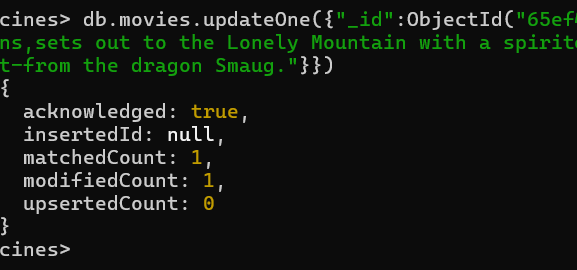 cines> db.movies.updateOne({"_id":ObjectId("65ef
ns,sets out to the Lonely Mountain with a spirite
t-from the dragon Smaug."}})
{
  acknowledged: true,
  insertedId: null,
  matchedCount: 1,
  modifiedCount: 1,
  upsertedCount: 0
}
cines>